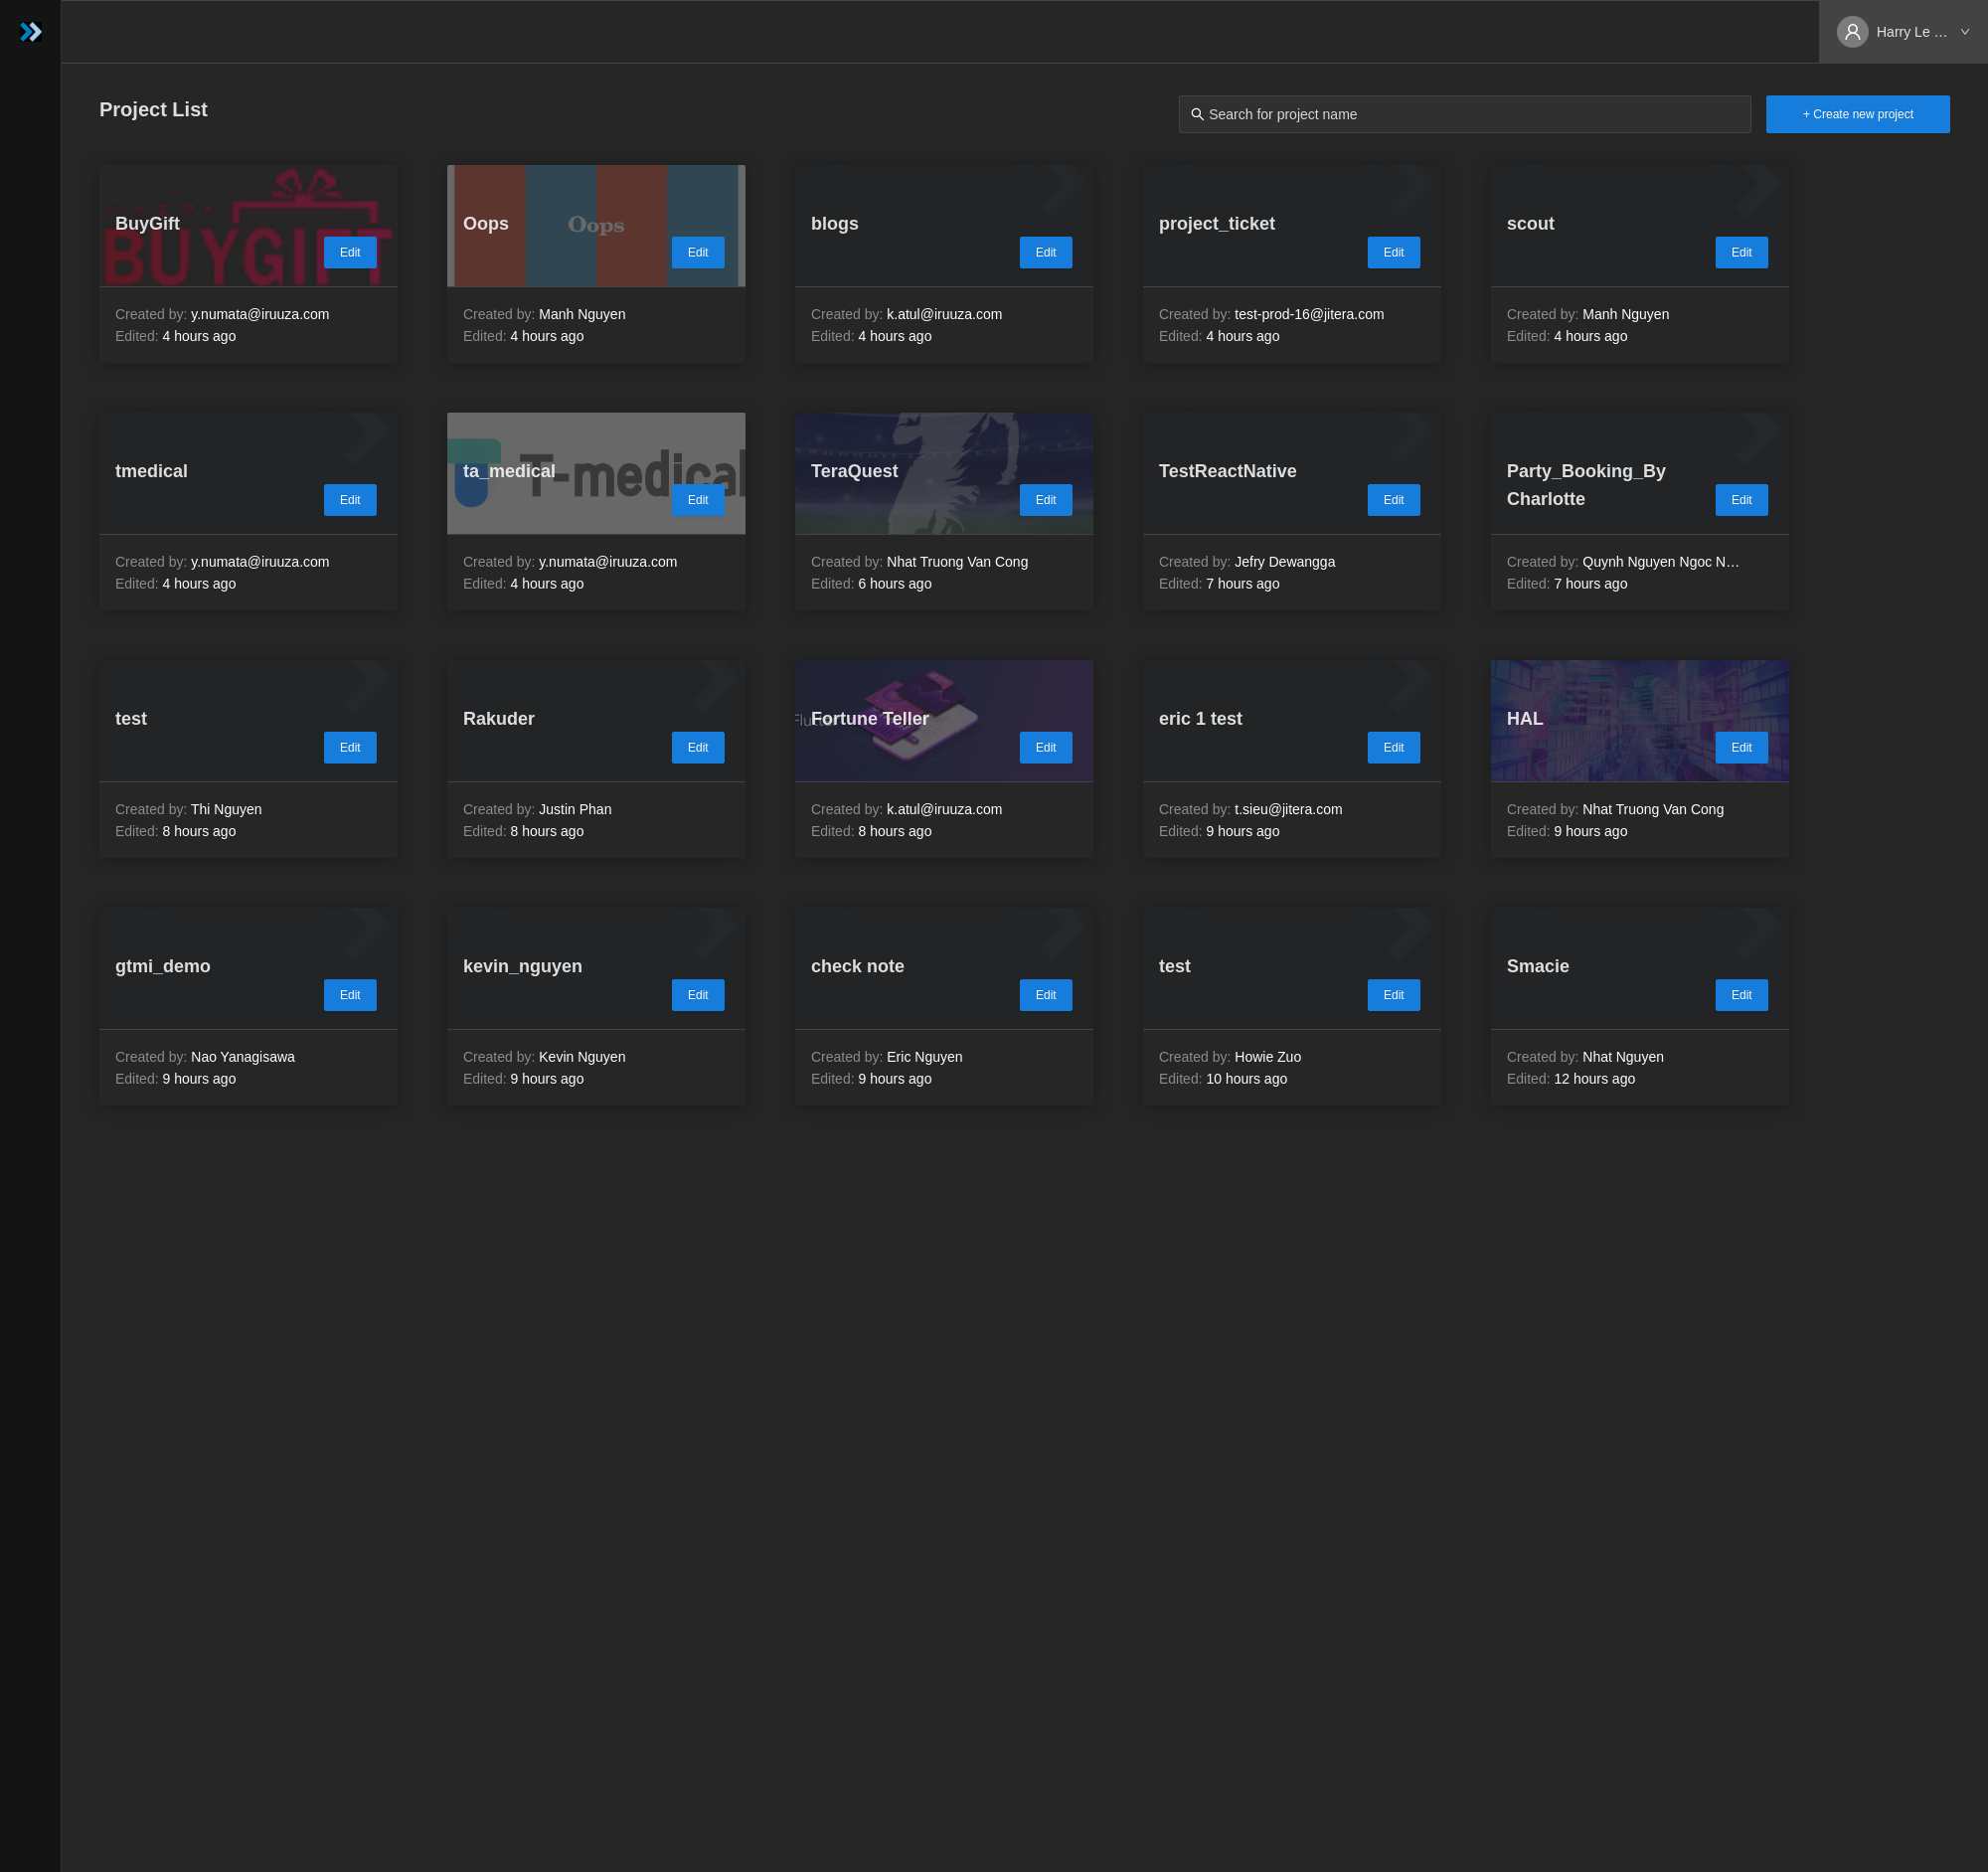 Harry Le …
Project List
Search for project name
+ Create new project
BuyGift
BUYGIFT
Edit
Created by: y.numata@iruuza.com
Edited: 4 hours ago
Oops
Oops
Edit
Created by: Manh Nguyen
Edited: 4 hours ago
blogs
Edit
Created by: k.atul@iruuza.com
Edited: 4 hours ago
project_ticket
Edit
Created by: test-prod-16@jitera.com
Edited: 4 hours ago
scout
Edit
Created by: Manh Nguyen
Edited: 4 hours ago
tmedical
Edit
Created by: y.numata@iruuza.com
Edited: 4 hours ago
ta_medical
T-medical
Edit
Created by: y.numata@iruuza.com
Edited: 4 hours ago
TeraQuest
Edit
Created by: Nhat Truong Van Cong
Edited: 6 hours ago
TestReactNative
Edit
Created by: Jefry Dewangga
Edited: 7 hours ago
Party_Booking_By
Charlotte
Edit
Created by: Quynh Nguyen Ngoc N…
Edited: 7 hours ago
test
Edit
Created by: Thi Nguyen
Edited: 8 hours ago
Rakuder
Edit
Created by: Justin Phan
Edited: 8 hours ago
Fortune Teller
Edit
Created by: k.atul@iruuza.com
Edited: 8 hours ago
eric 1 test
Edit
Created by: t.sieu@jitera.com
Edited: 9 hours ago
HAL
Edit
Created by: Nhat Truong Van Cong
Edited: 9 hours ago
gtmi_demo
Edit
Created by: Nao Yanagisawa
Edited: 9 hours ago
kevin_nguyen
Edit
Created by: Kevin Nguyen
Edited: 9 hours ago
check note
Edit
Created by: Eric Nguyen
Edited: 9 hours ago
test
Edit
Created by: Howie Zuo
Edited: 10 hours ago
Smacie
Edit
Created by: Nhat Nguyen
Edited: 12 hours ago